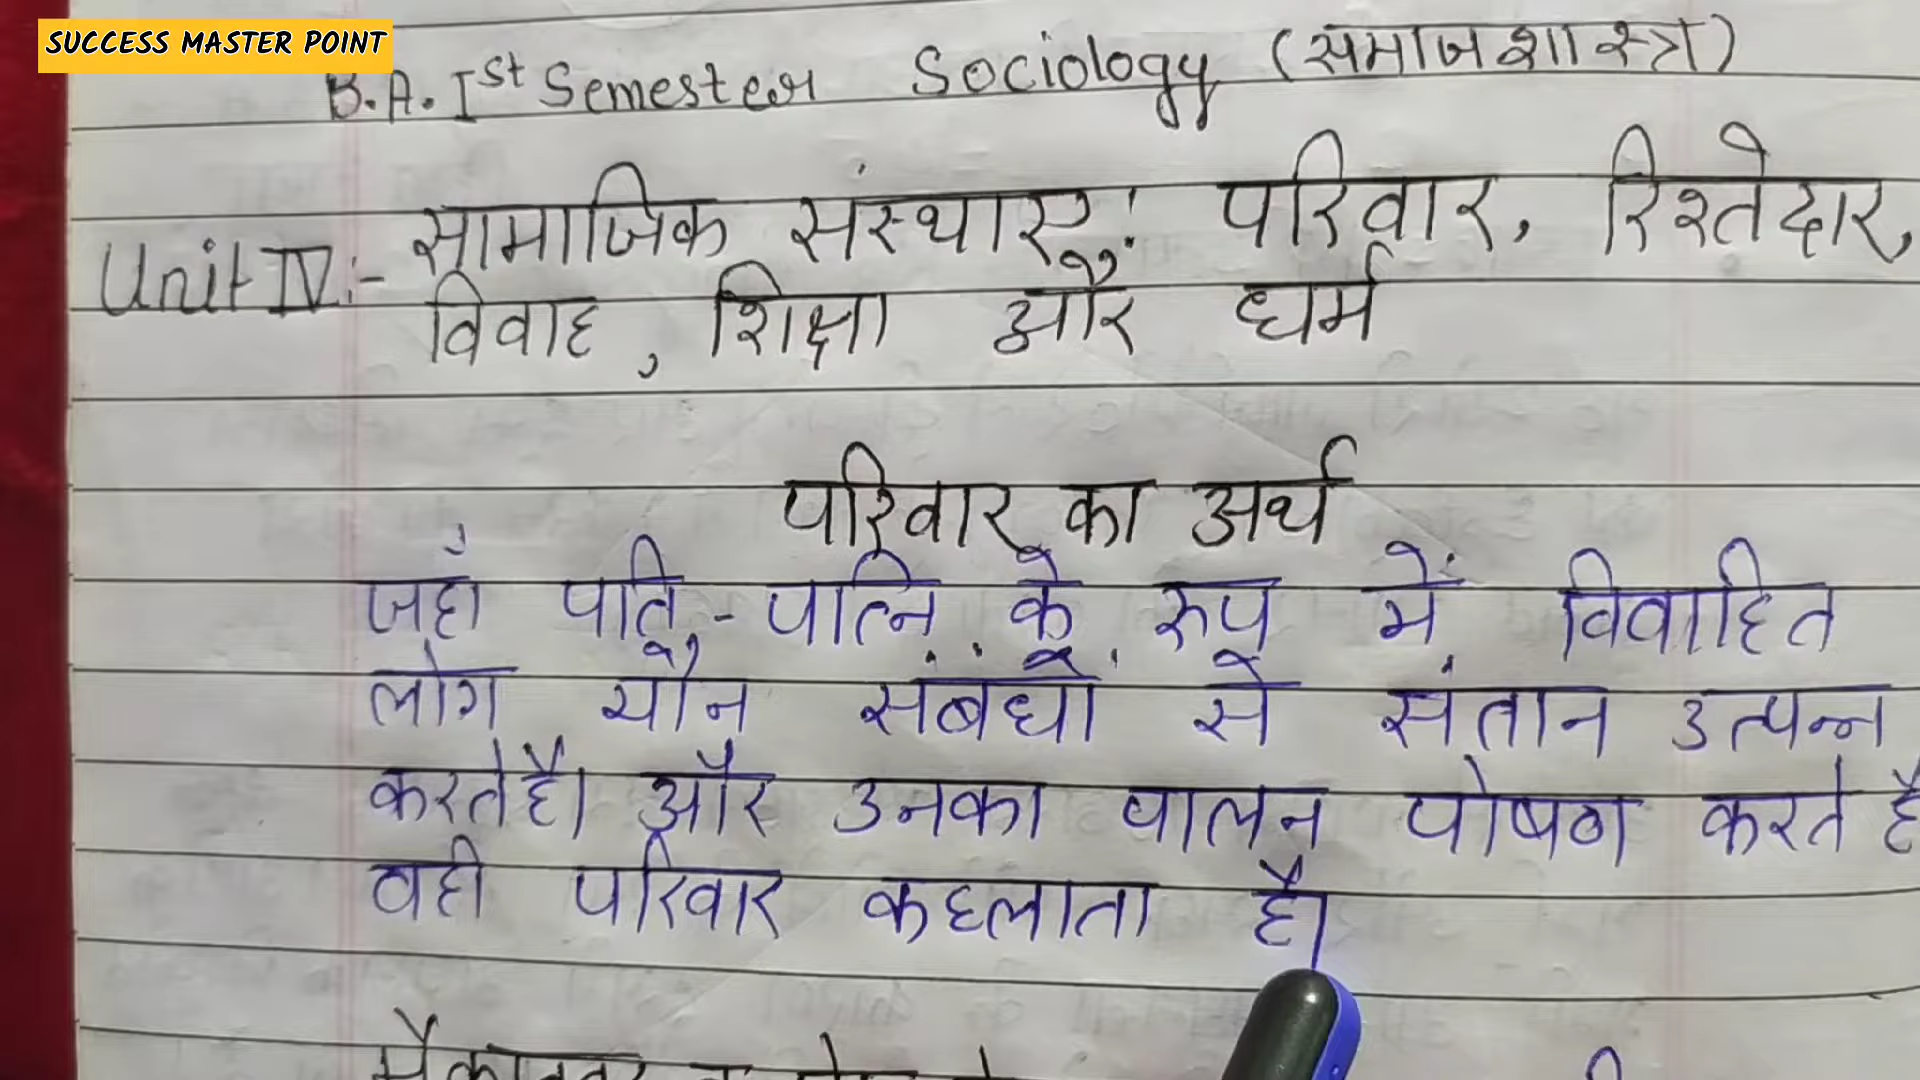 SUCCESS MASTER POINT
B.A. Ist Semester Sociology (समाजशास्त्र)
Unit IV:- सामाजिक संस्थाए: परिवार, रिश्तेदार,
विवाह, शिक्षा और धर्म
परिवार का अर्थ
जहां पति-पत्नि के रूप में विवाहित
लोग यौन संबंधों से संतान उत्पन्न
करते है। और उनका पालन पोषण करते है
वही परिवार कहलाता है।